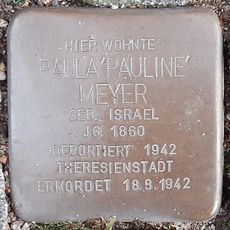 HIER WOHNTE
PAULA 'PAULINE'
MEYER
GEB. ISRAEL
JG. 1860
DEPORTIERT 1942
THERESIENSTADT
ERMORDET 18.8.1942